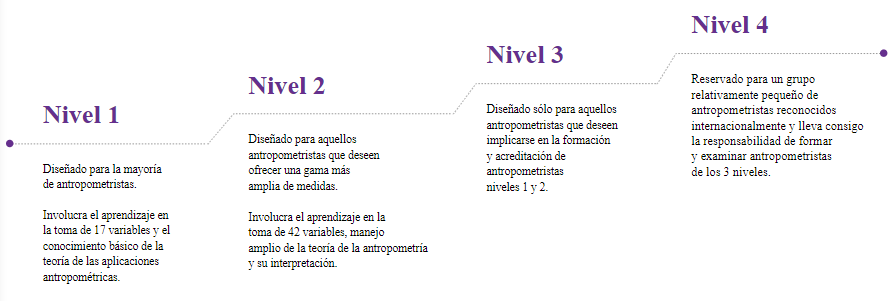 Nivel 1
Diseñado para la mayoría
de antropometristas.
Involucra el aprendizaje en
la toma de 17 variables y el
conocimiento básico de la
teoría de las aplicaciones
antropométricas.
Nivel 2
Diseñado para aquellos
antropometristas que deseen
ofrecer una gama más
amplia de medidas.
Involucra el aprendizaje en la
toma de 42 variables, manejo
amplio de la teoría de la antropometría
y su interpretación.
Nivel 3
Diseñado sólo para aquellos
antropometristas que deseen
implicarse en la formación
y acreditación de
antropometristas
niveles 1 y 2.
Nivel 4
Reservado para un grupo
relativamente pequeño de
antropometristas reconocidos
internacionalmente y lleva consigo
la responsabilidad de formar
y examinar antropometristas
de los 3 niveles.